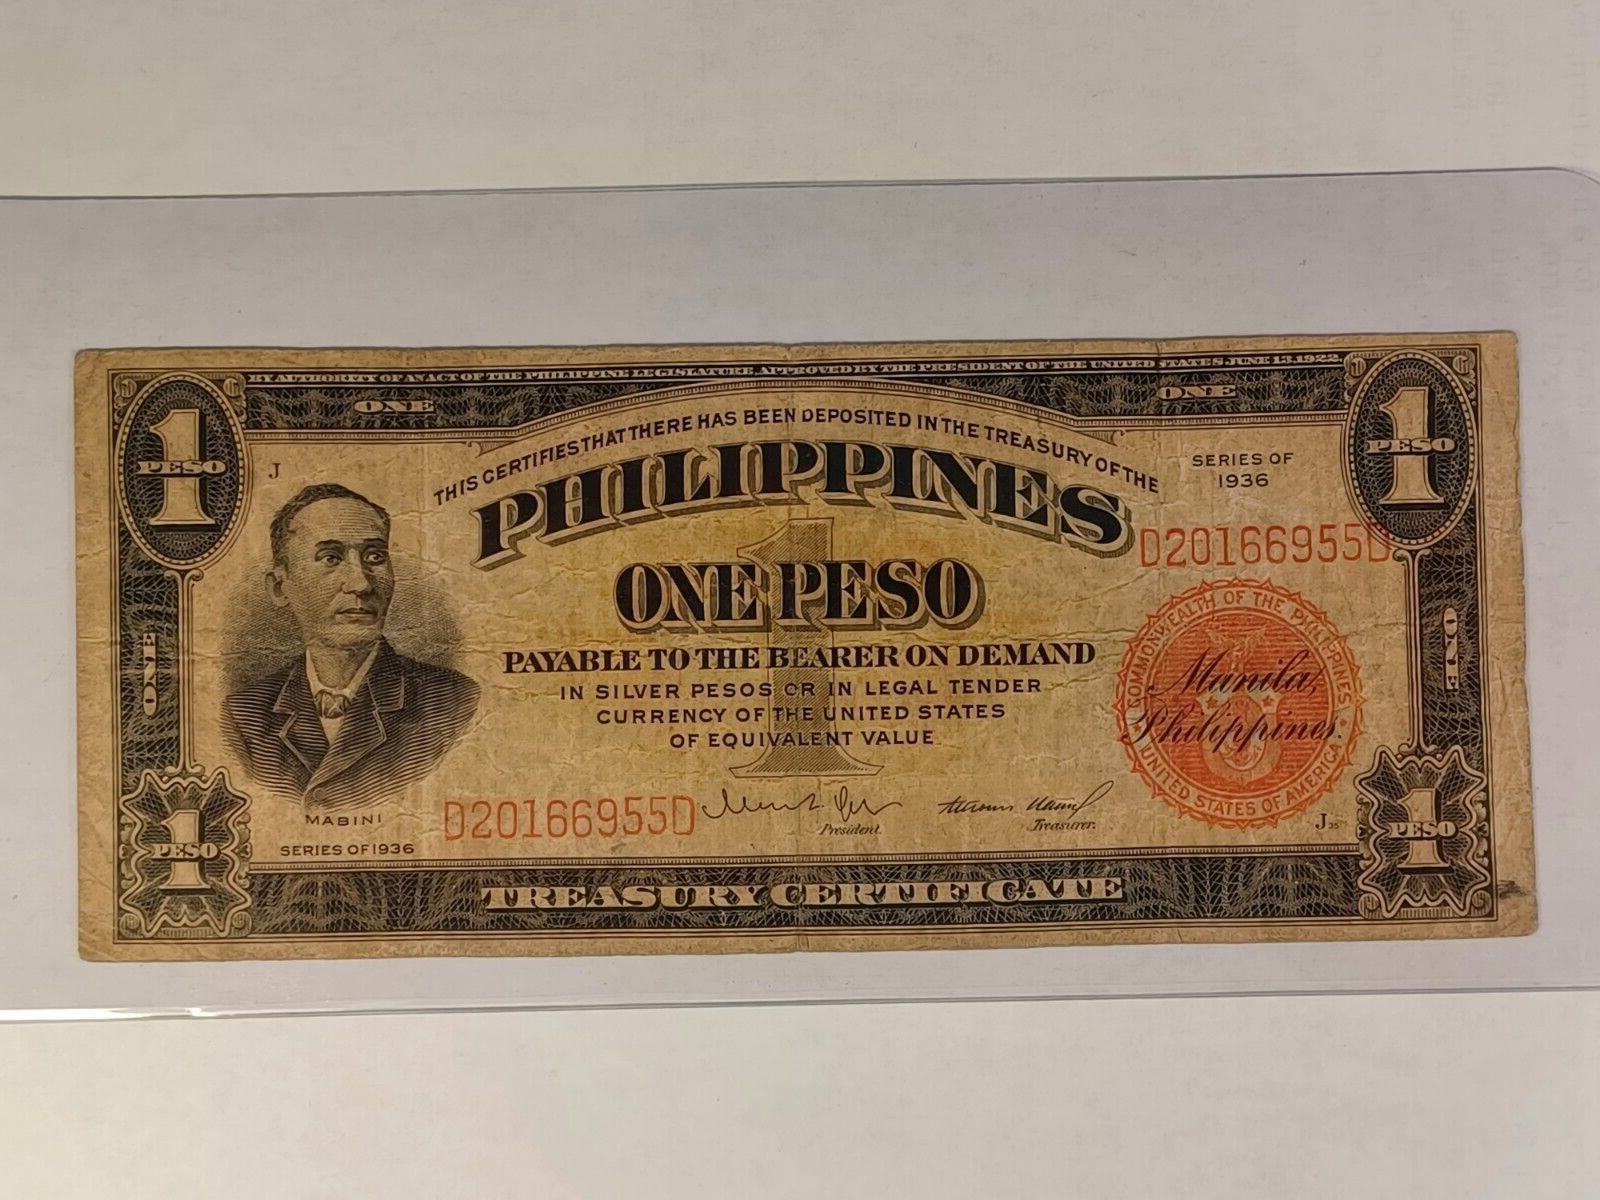 BY AUTHORITY OF AN ACT OF THE PHILIPPINE LEGISLATURE, APPROVED BY THE PRESIDENT OF THE UNITED STATES, JUNE 13, 1922.
ONE
ONE
1
PESO
1
PESO
THIS CERTIFIES THAT THERE HAS BEEN DEPOSITED IN THE TREASURY OF THE
PHILIPPINES
SERIES OF
1936
J
D20166955D
1
ONE PESO
PAYABLE TO THE BEARER ON DEMAND
IN SILVER PESOS OR IN LEGAL TENDER
CURRENCY OF THE UNITED STATES
OF EQUIVALENT VALUE
COMMONWEALTH OF THE PHILIPPINES
UNITED STATES OF AMERICA
Manila,
Philippines.
ONE
ONE
MABINI
SERIES OF 1936
D20166955D
President.
Treasurer.
J
1
PESO
1
PESO
TREASURY CERTIFICATE